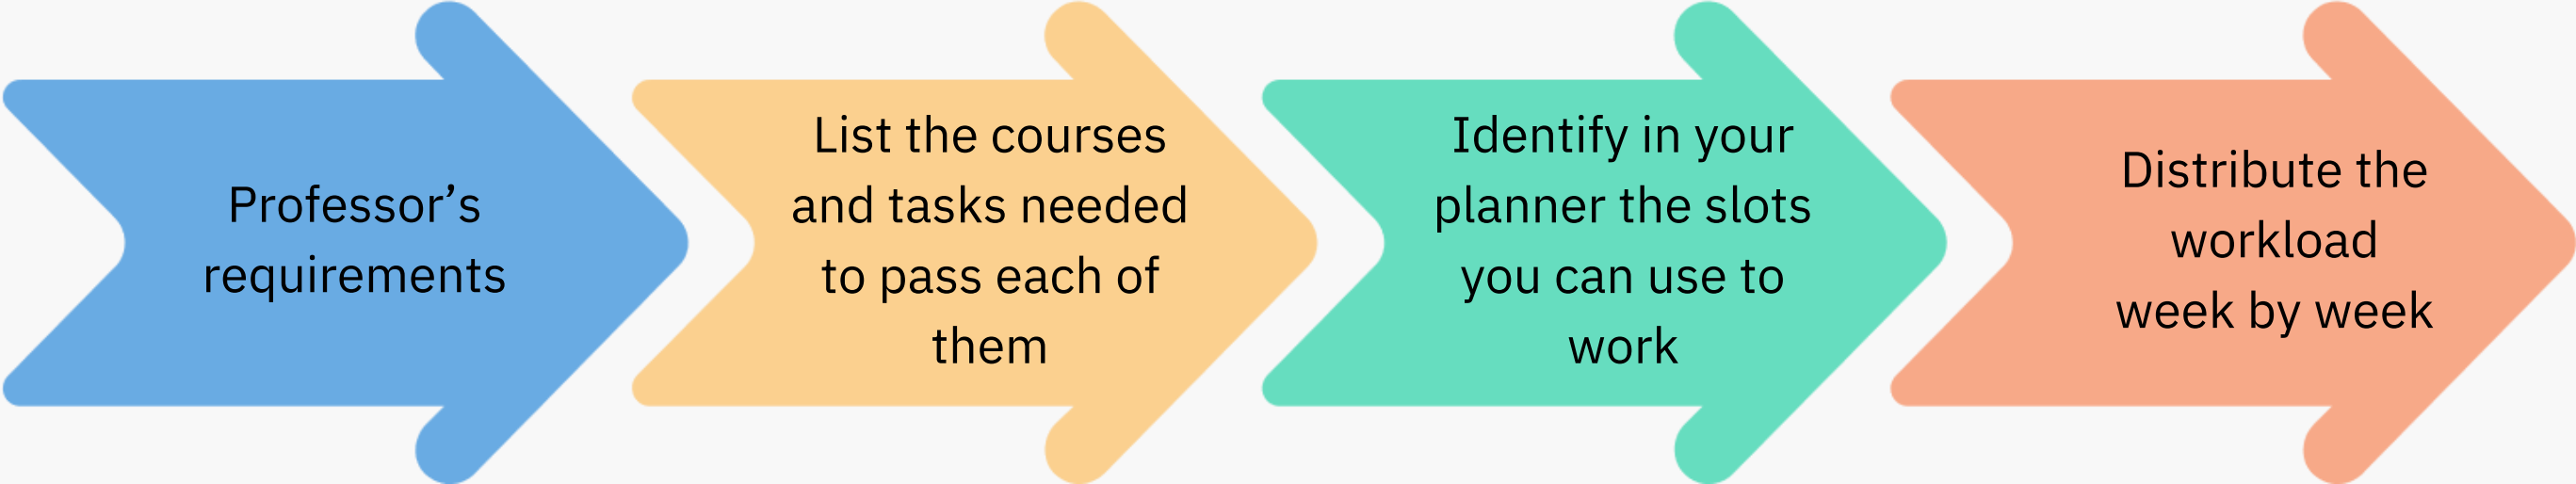 Professor’s
requirements
List the courses
and tasks needed
to pass each of
them
Identify in your
planner the slots
you can use to
work
Distribute the
workload
week by week